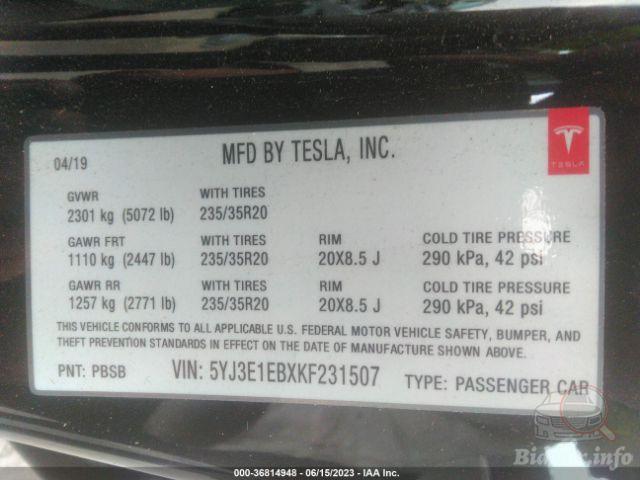 04/19 MFD BY TESLA, INC.
TESLA
GVWR WITH TIRES
2301 kg (5072 lb) 235/35R20
GAWR FRT WITH TIRES RIM COLD TIRE PRESSURE
1110 kg (2447 lb) 235/35R20 20X8.5 J 290 kPa, 42 psi
GAWR RR WITH TIRES RIM COLD TIRE PRESSURE
1257 kg (2771 lb) 235/35R20 20X8.5 J 290 kPa, 42 psi
THIS VEHICLE CONFORMS TO ALL APPLICABLE U.S. FEDERAL MOTOR VEHICLE SAFETY, BUMPER, AND
THEFT PREVENTION STANDARDS IN EFFECT ON THE DATE OF MANUFACTURE SHOWN ABOVE.
PNT: PBSB VIN: 5YJ3E1EBXKF231507 TYPE: PASSENGER CAR
000-36814948 - 06/15/2023 - IAA Inc.